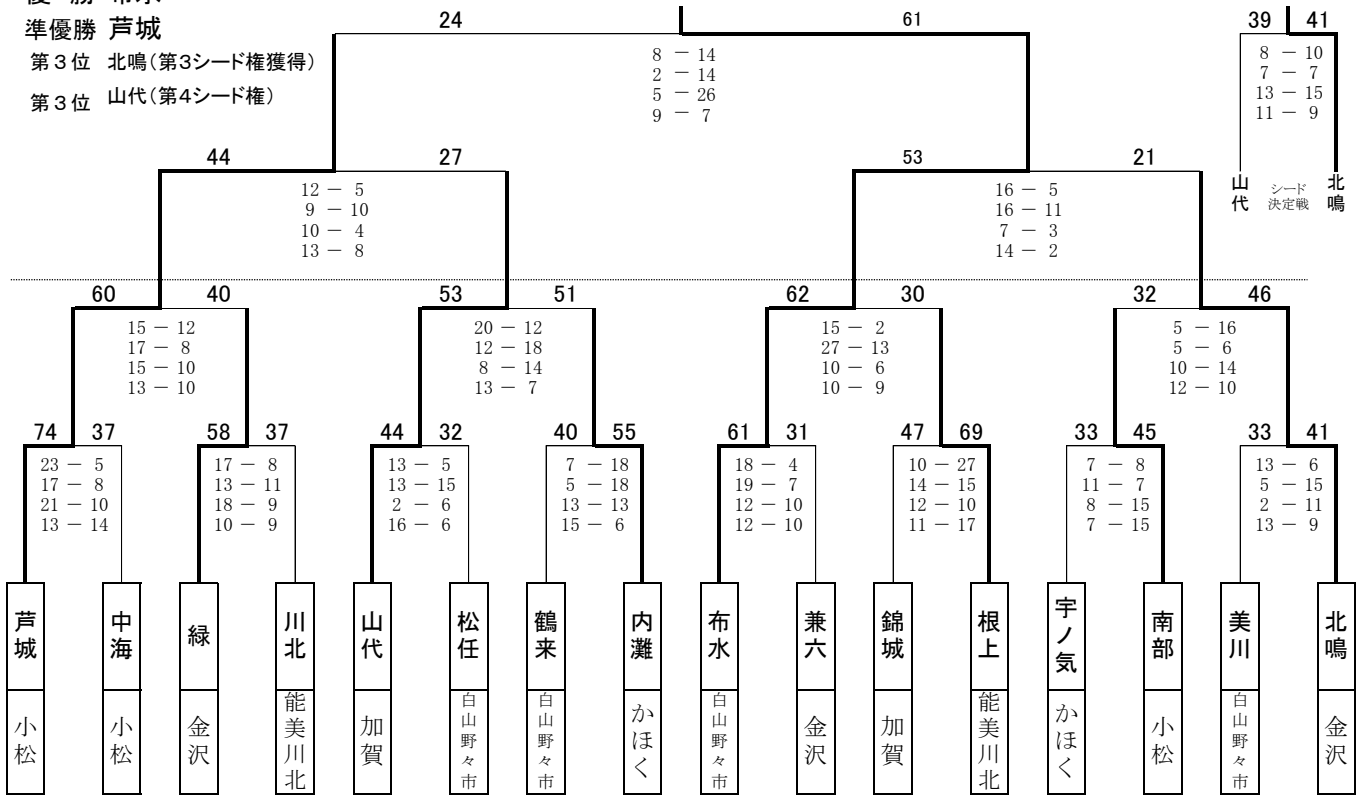 優 勝 布水
準優勝 芦城
第3位 北鳴(第3シード権獲得)
第3位 山代(第4シード権)
24 61
8 － 14
2 － 14
5 － 26
9 － 7
39 41
8 － 10
7 － 7
13 － 15
11 － 9
山代 シード決定戦 北鳴
44 27
12 － 5
9 － 10
10 － 4
13 － 8
53 21
16 － 5
16 － 11
7 － 3
14 － 2
60 40
15 － 12
17 － 8
15 － 10
13 － 10
53 51
20 － 12
12 － 18
8 － 14
13 － 7
62 30
15 － 2
27 － 13
10 － 6
10 － 9
32 46
5 － 16
5 － 6
10 － 14
12 － 10
74 37
23 － 5
17 － 8
21 － 10
13 － 14
58 37
17 － 8
13 － 11
18 － 9
10 － 9
44 32
13 － 5
13 － 15
2 － 6
16 － 6
40 55
7 － 18
5 － 18
13 － 13
15 － 6
61 31
18 － 4
19 － 7
12 － 10
12 － 10
47 69
10 － 27
14 － 15
12 － 10
11 － 17
33 45
7 － 8
11 － 7
8 － 15
7 － 15
33 41
13 － 6
5 － 15
2 － 11
13 － 9
芦城 中海 緑 川北 山代 松任 鶴来 内灘 布水 兼六 錦城 根上 宇ノ気 南部 美川 北鳴
小松 小松 金沢 能美川北 加賀 白山野々市 白山野々市 かほく 白山野々市 金沢 加賀 能美川北 かほく 小松 白山野々市 金沢